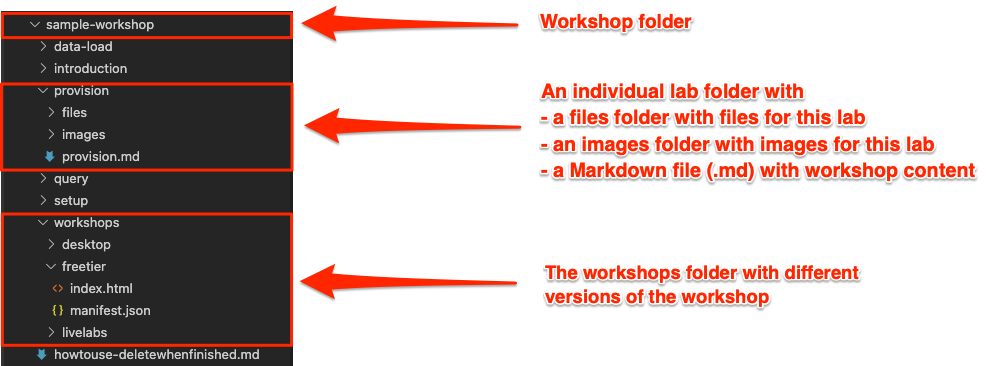 sample-workshop
data-load
introduction
provision
files
images
provision.md
query
setup
workshops
desktop
freetier
<> index.html
{ } manifest.json
livelabs
howtouse-deletewhenfinished.md
Workshop folder
An individual lab folder with
- a files folder with files for this lab
- an images folder with images for this lab
- a Markdown file (.md) with workshop content
The workshops folder with different
versions of the workshop